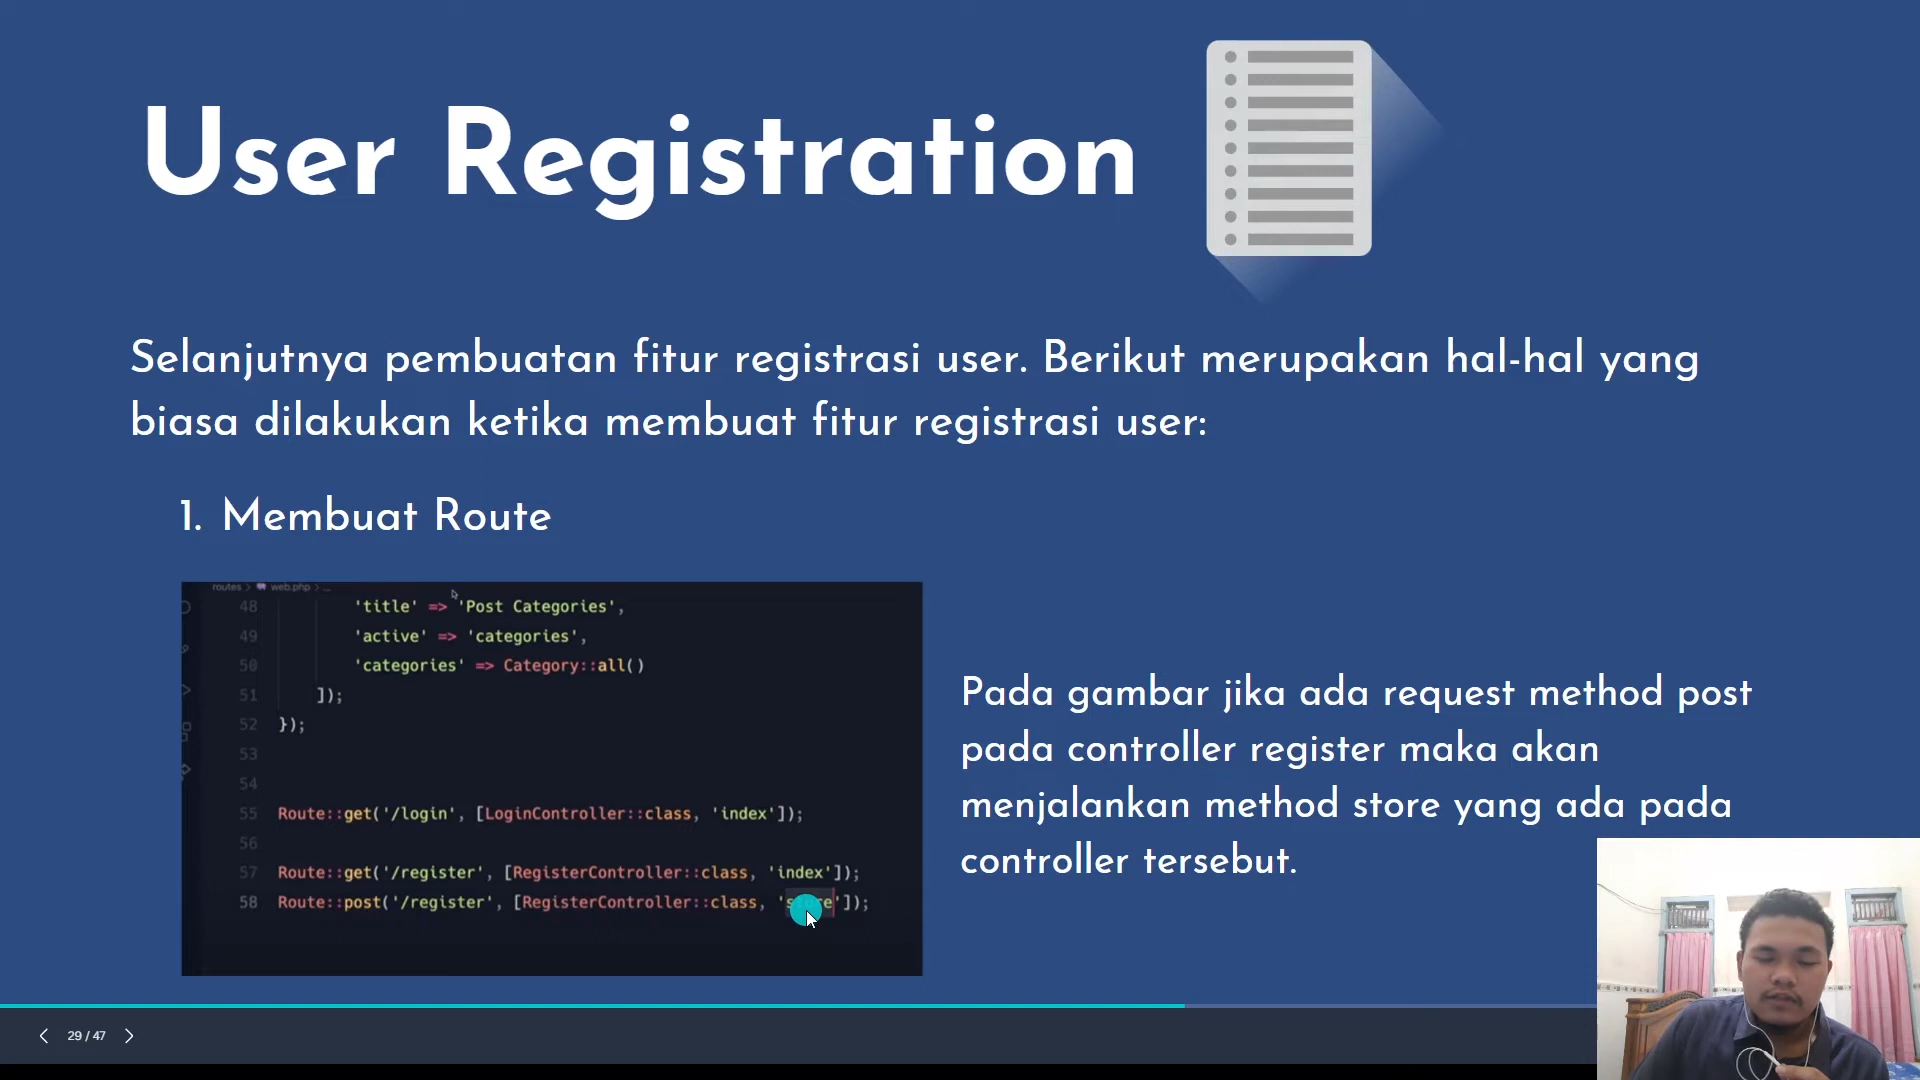 User Registration
Selanjutnya pembuatan fitur registrasi user. Berikut merupakan hal-hal yang
biasa dilakukan ketika membuat fitur registrasi user:
1. Membuat Route
routes > web.php > ...
48 'title' => 'Post Categories',
49 'active' => 'categories',
50 'categories' => Category::all()
51 ]);
52 });
53
54
55 Route::get('/login', [LoginController::class, 'index']);
56
57 Route::get('/register', [RegisterController::class, 'index']);
58 Route::post('/register', [RegisterController::class, 'store']);
Pada gambar jika ada request method post
pada controller register maka akan
menjalankan method store yang ada pada
controller tersebut.
29 / 47